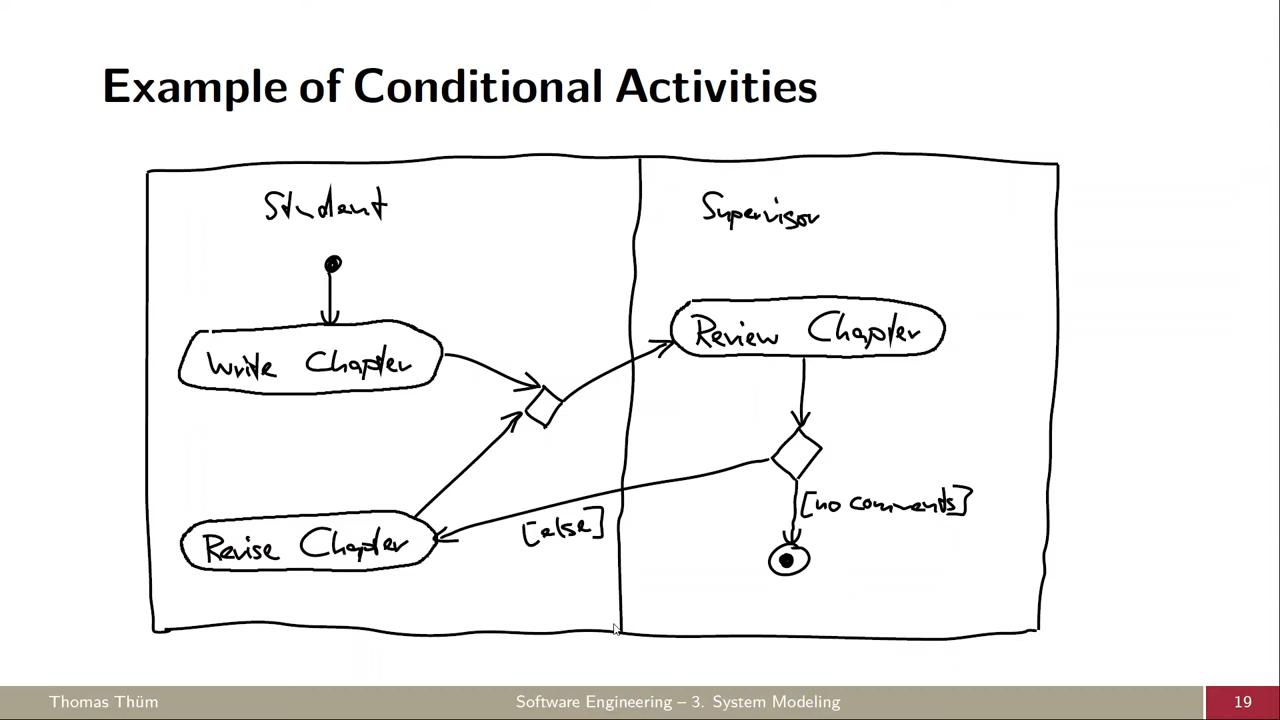 Example of Conditional Activities
Student
Supervisor
Write Chapter
Review Chapter
[no comments]
[else]
Revise Chapter
Thomas Thüm
Software Engineering – 3. System Modeling
19